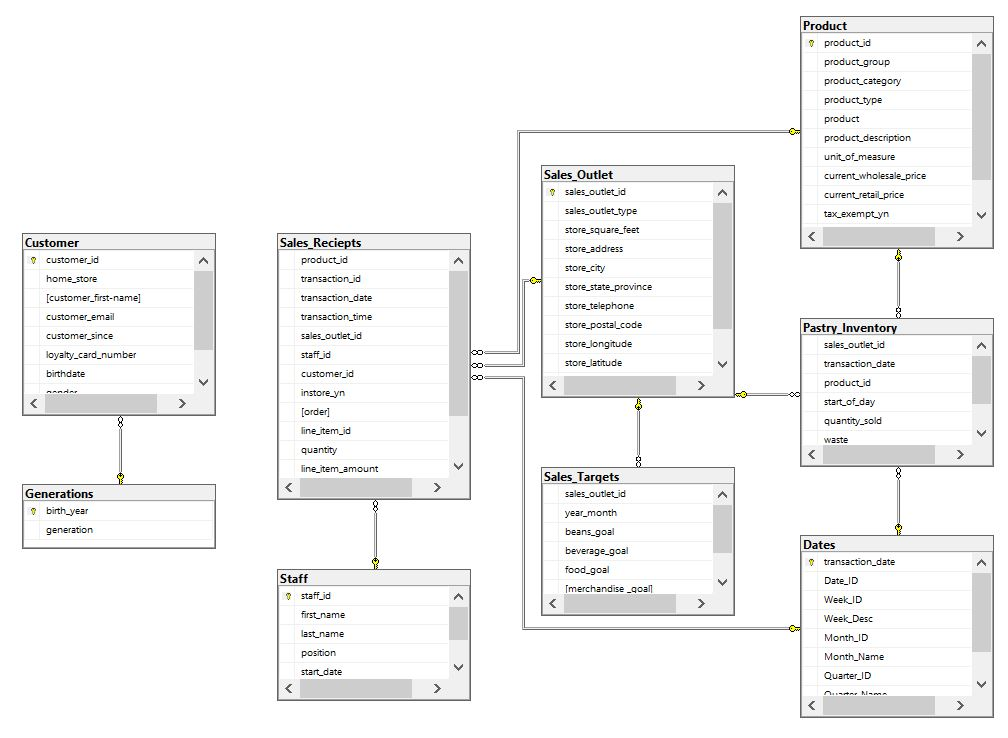 Product
product_id
product_group
product_category
product_type
product
product_description
unit_of_measure
current_wholesale_price
current_retail_price
tax_exempt_yn
Sales_Outlet
sales_outlet_id
sales_outlet_type
store_square_feet
store_address
store_city
store_state_province
store_telephone
store_postal_code
store_longitude
store_latitude
Customer
customer_id
home_store
[customer_first-name]
customer_email
customer_since
loyalty_card_number
birthdate
gender
Sales_Reciepts
product_id
transaction_id
transaction_date
transaction_time
sales_outlet_id
staff_id
customer_id
instore_yn
[order]
line_item_id
quantity
line_item_amount
Pastry_Inventory
sales_outlet_id
transaction_date
product_id
start_of_day
quantity_sold
waste
Generations
birth_year
generation
Sales_Targets
sales_outlet_id
year_month
beans_goal
beverage_goal
food_goal
[merchandise _goal]
Staff
staff_id
first_name
last_name
position
start_date
Dates
transaction_date
Date_ID
Week_ID
Week_Desc
Month_ID
Month_Name
Quarter_ID
Quarter_Name